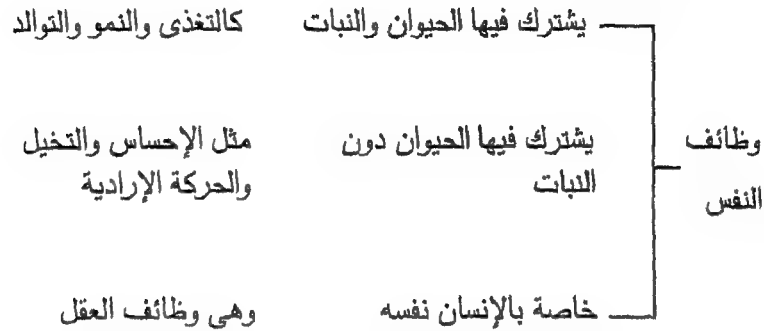 يشترك فيها الحيوان والنبات كالتغذى والنمو والتوالد
وظائف
النفس
يشترك فيها الحيوان دون مثل الإحساس والتخيل
النبات والحركة الإرادية
خاصة بالإنسان نفسه وهى وظائف العقل